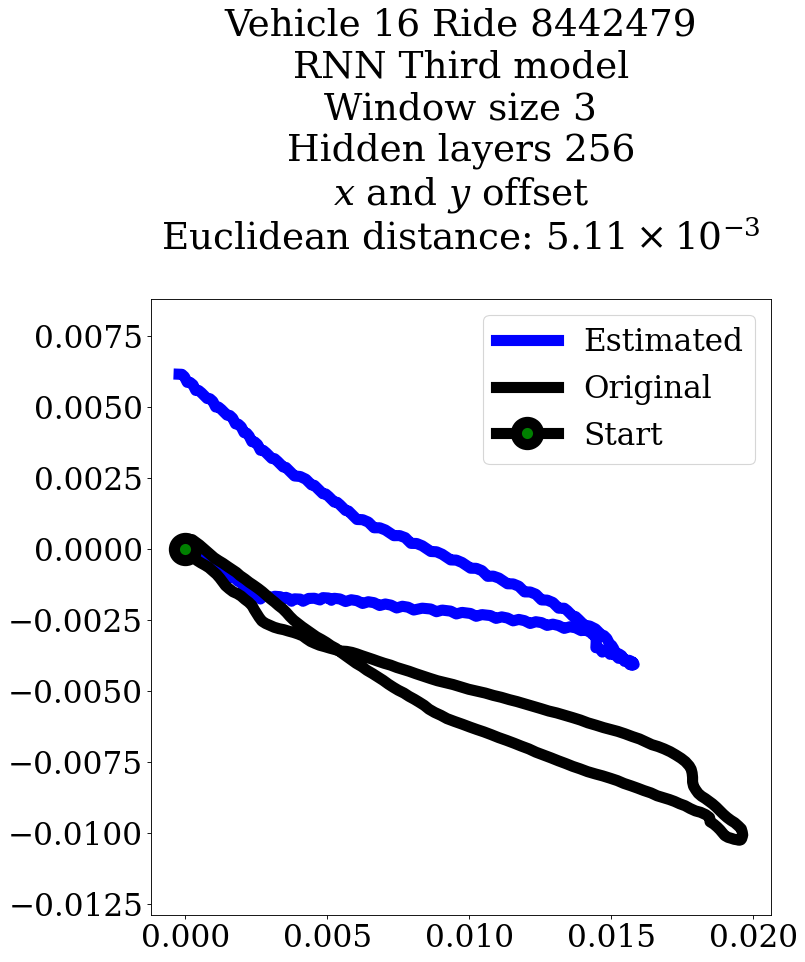 Vehicle 16 Ride 8442479
RNN Third model
Window size 3
Hidden layers 256
x and y offset
Euclidean distance: 5.11 × 10⁻³
Estimated
Original
Start
0.0075
0.0050
0.0025
0.0000
−0.0025
−0.0050
−0.0075
−0.0100
−0.0125
0.000 0.005 0.010 0.015 0.020